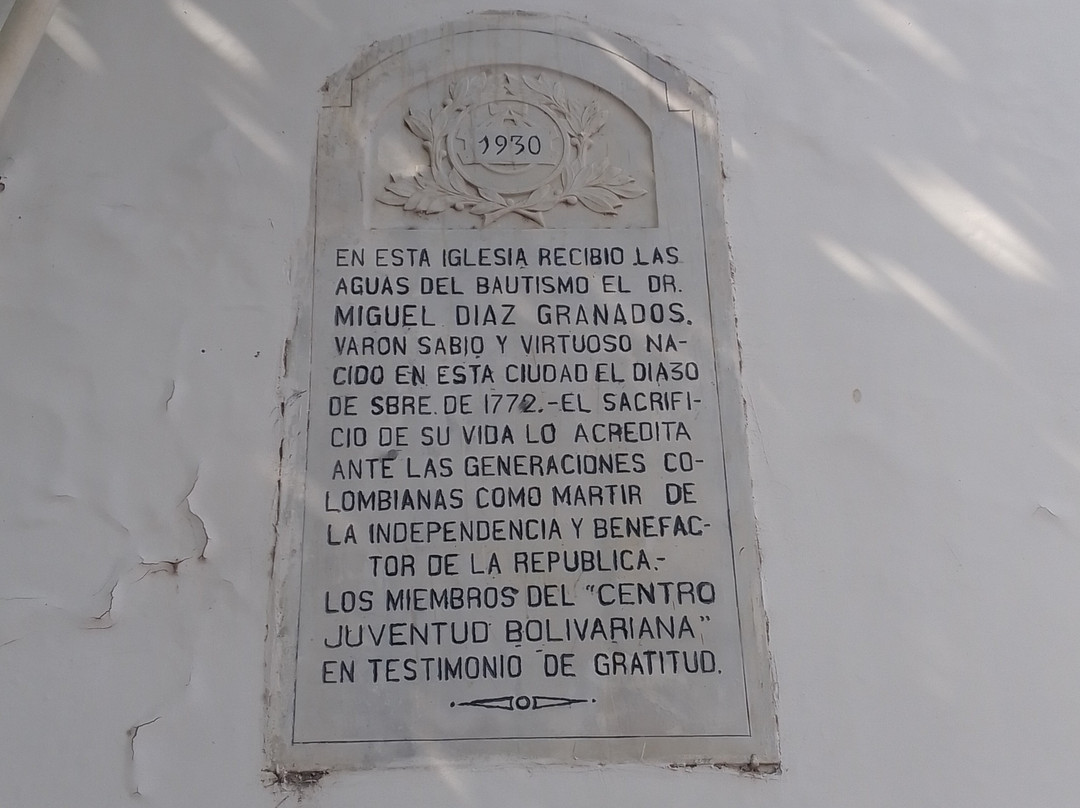 1930
EN ESTA IGLESIA RECIBIO LAS
AGUAS DEL BAUTISMO EL DR.
MIGUEL DIAZ GRANADOS.
VARON SABIO Y VIRTUOSO NA-
CIDO EN ESTA CIUDAD EL DIA 30
DE SBRE. DE 1772.-EL SACRIFI-
CIO DE SU VIDA LO ACREDITA
ANTE LAS GENERACIONES CO-
LOMBIANAS COMO MARTIR DE
LA INDEPENDENCIA Y BENEFAC-
TOR DE LA REPUBLICA.-
LOS MIEMBROS DEL "CENTRO
JUVENTUD BOLIVARIANA"
EN TESTIMONIO DE GRATITUD.